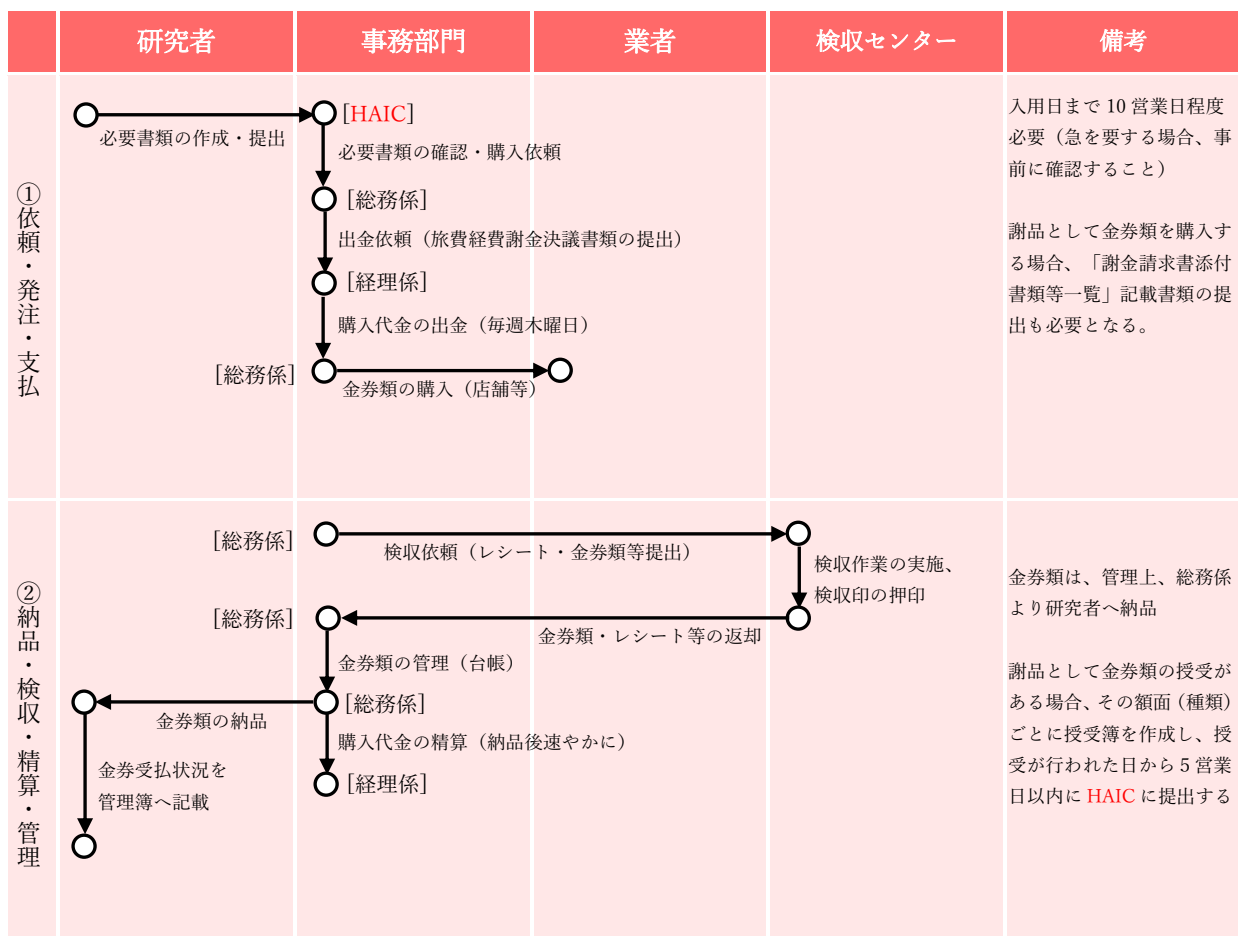 研究者
事務部門
業者
検収センター
備考
①依頼・発注・支払
必要書類の作成・提出
[HAIC]
必要書類の確認・購入依頼
[総務係]
出金依頼（旅費経費謝金決議書類の提出）
[経理係]
購入代金の出金（毎週木曜日）
[総務係]
金券類の購入（店舗等）
入用日まで 10 営業日程度
必要（急を要する場合、事
前に確認すること）
謝品として金券類を購入す
る場合、「謝金請求書添付
書類等一覧」記載書類の提
出も必要となる。
②納品・検収・精算・管理
[総務係]
検収依頼（レシート・金券類等提出）
検収作業の実施、
検収印の押印
[総務係]
金券類・レシート等の返却
金券類の管理（台帳）
[総務係]
金券類の納品
購入代金の精算（納品後速やかに）
金券受払状況を
管理簿へ記載
[経理係]
金券類は、管理上、総務係
より研究者へ納品
謝品として金券類の授受が
ある場合、その額面（種類）
ごとに授受簿を作成し、授
受が行われた日から 5 営業
日以内に HAIC に提出する